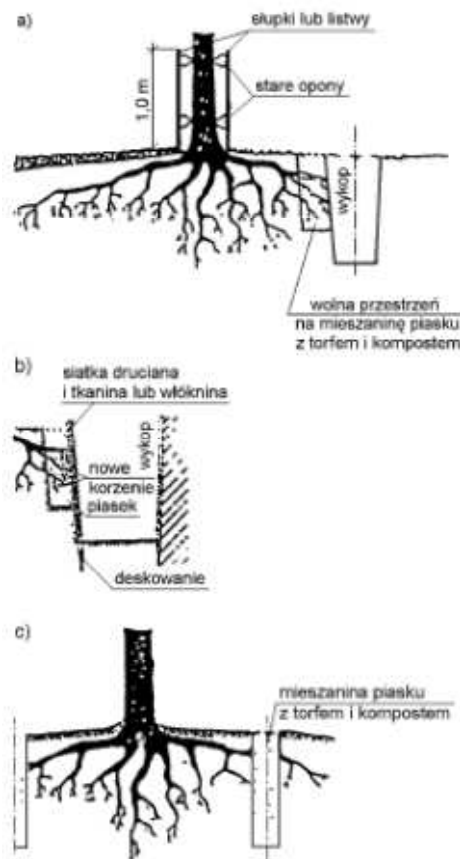 a)
słupki lub listwy
1,0 m
stare opony
wykop
wolna przestrzeń
na mieszaninę piasku
z torfem i kompostem
b)
siatka druciana
i tkanina lub włóknina
wykop
nowe
korzenie
piasek
deskowanie
c)
mieszanina piasku
z torfem i kompostem